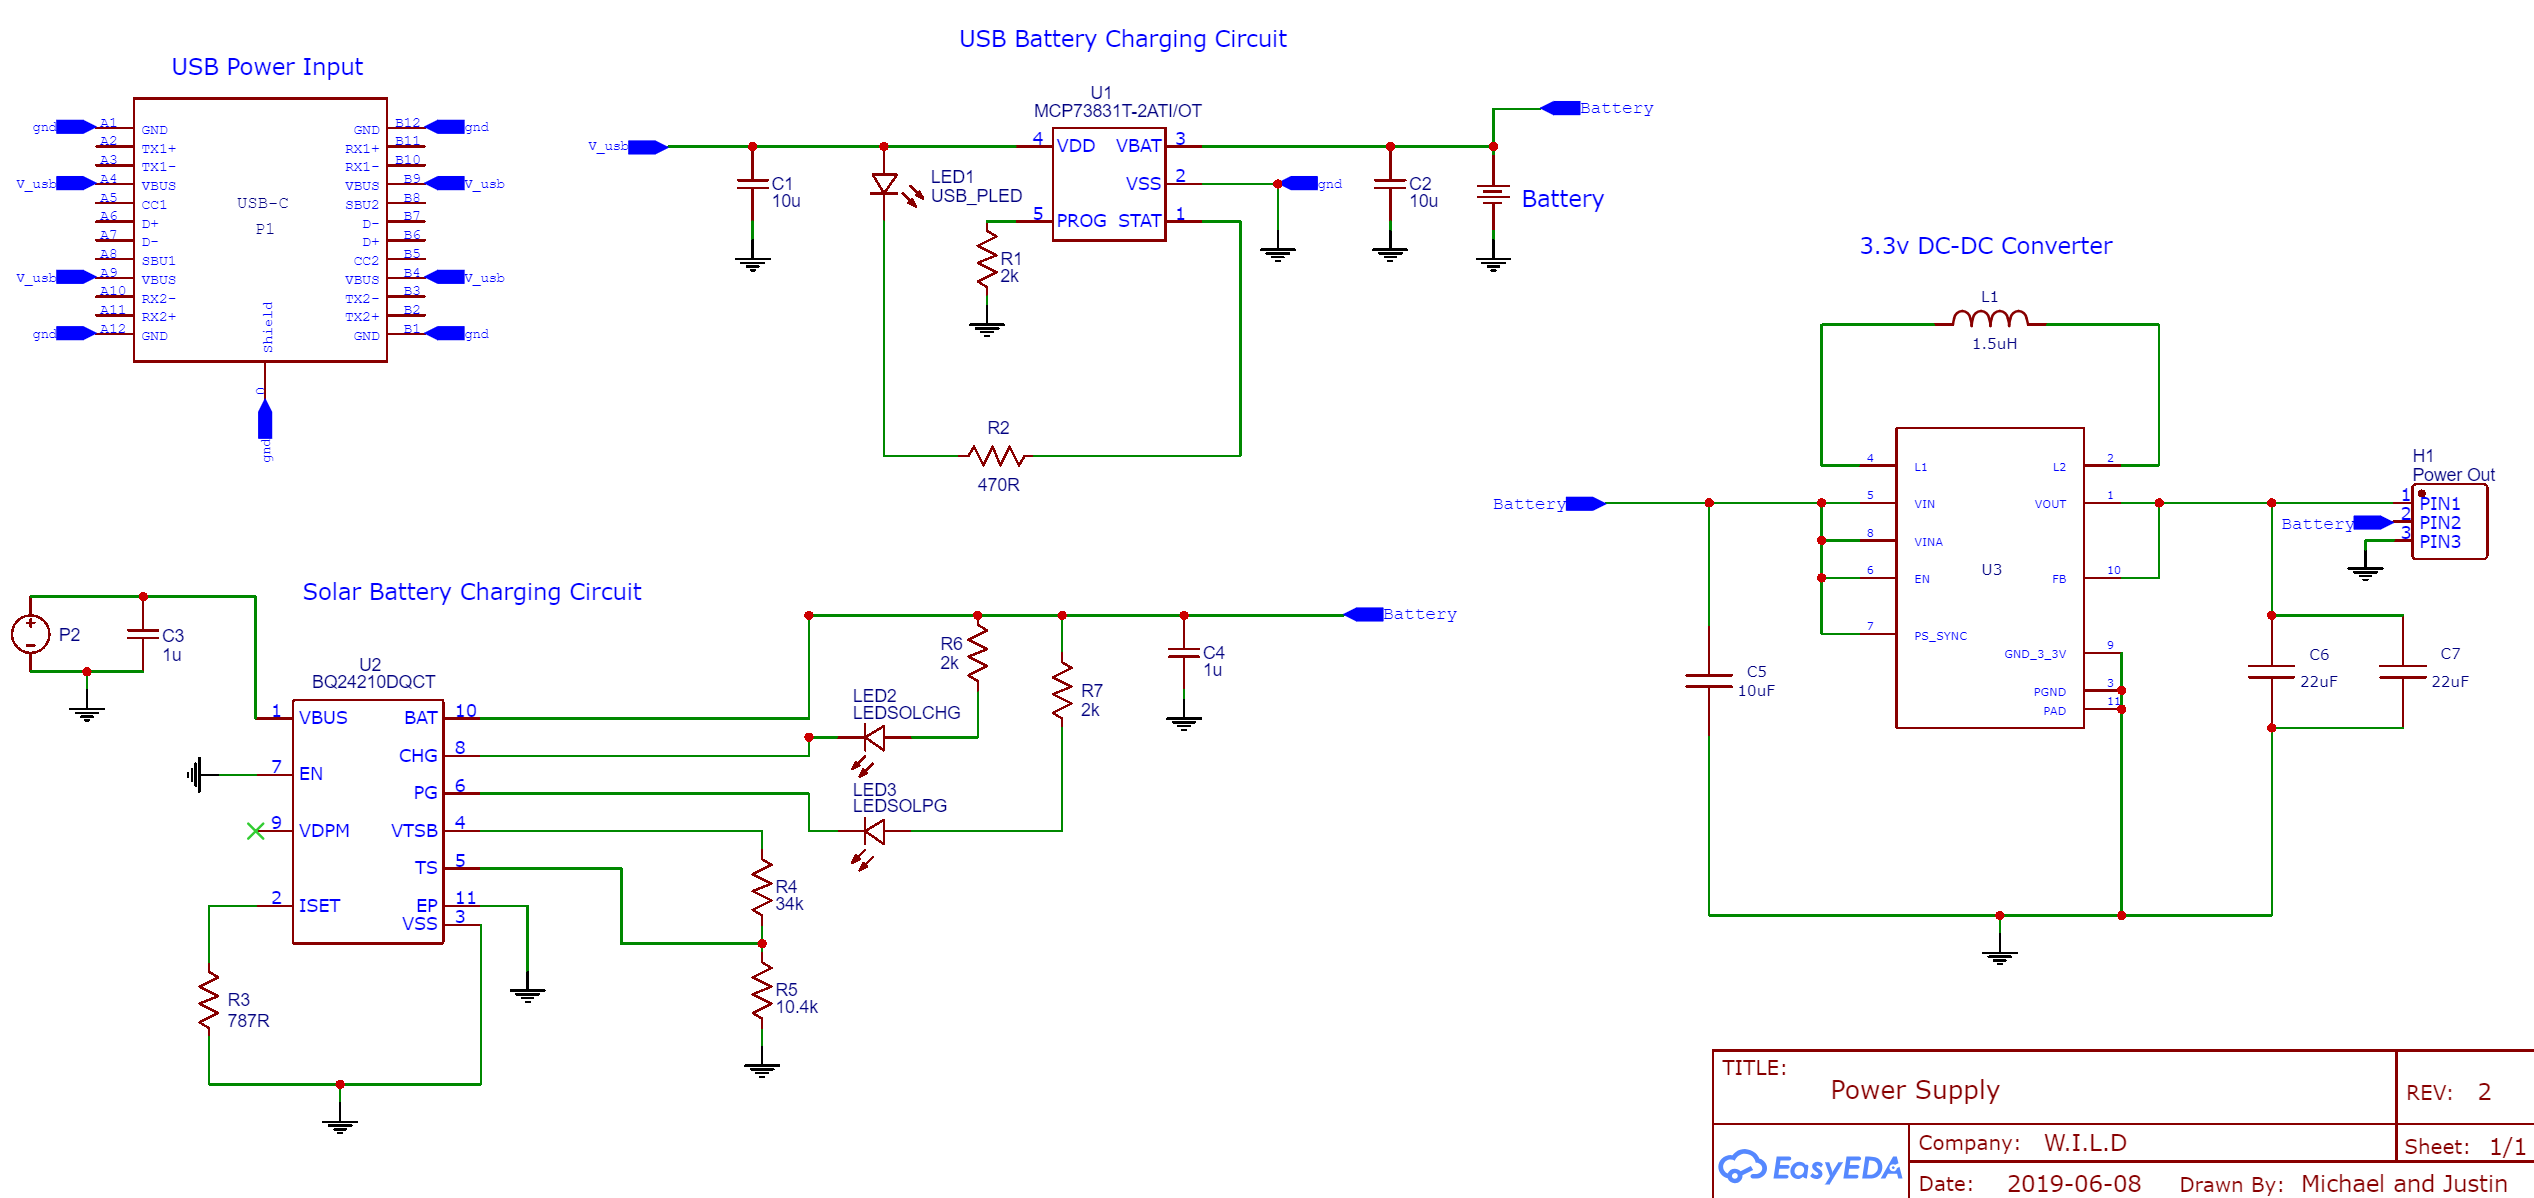 USB Power Input
gnd
A1
GND
A2
TX1+
A3
TX1-
V_usb
A4
VBUS
A5
CC1
A6
D+
A7
D-
A8
SBU1
V_usb
A9
VBUS
A10
RX2-
A11
RX2+
gnd
A12
GND
USB-C
P1
Shield
0
gnd
GND
B12
gnd
RX1+
B11
RX1-
B10
VBUS
B9
V_usb
SBU2
B8
D-
B7
D+
B6
CC2
B5
VBUS
B4
V_usb
TX2-
B3
TX2+
B2
GND
B1
gnd
USB Battery Charging Circuit
U1
MCP73831T-2ATI/OT
V_usb
C1
10u
LED1
USB_PLED
4
VDD
VBAT
3
VSS
2
gnd
5
PROG
STAT
1
R1
2k
R2
470R
C2
10u
Battery
Battery
3.3v DC-DC Converter
L1
1.5uH
Battery
4
L1
L2
2
5
VIN
VOUT
1
8
VINA
6
EN
FB
10
U3
7
PS_SYNC
GND_3_3V
9
PGND
3
PAD
11
C5
10uF
C6
22uF
C7
22uF
H1
Power Out
1
PIN1
Battery
2
PIN2
3
PIN3
Solar Battery Charging Circuit
P2
C3
1u
U2
BQ24210DQCT
1
VBUS
BAT
10
CHG
8
7
EN
PG
6
9
VDPM
VTSB
4
TS
5
2
ISET
EP
11
VSS
3
R3
787R
R6
2k
R7
2k
LED2
LEDSOLCHG
LED3
LEDSOLPG
C4
1u
Battery
R4
34k
R5
10.4k
TITLE:
Power Supply
REV: 2
EasyEDA
Company: W.I.L.D
Sheet: 1/1
Date: 2019-06-08
Drawn By: Michael and Justin